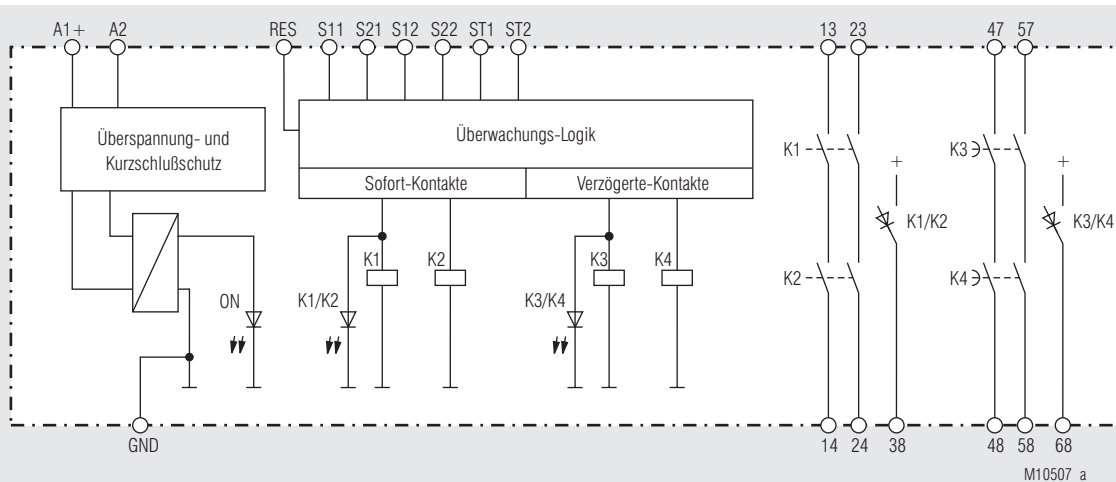 A1+ A2 RES S11 S21 S12 S22 ST1 ST2 13 23 47 57
Überspannung- und
Kurzschlußschutz
Überwachungs-Logik
Sofort-Kontakte Verzögerte-Kontakte
K1 K3
+ +
K1/K2 K3/K4
K1 K2 K3 K4
K2 K4
ON K1/K2 K3/K4
GND 14 24 38 48 58 68
M10507_a